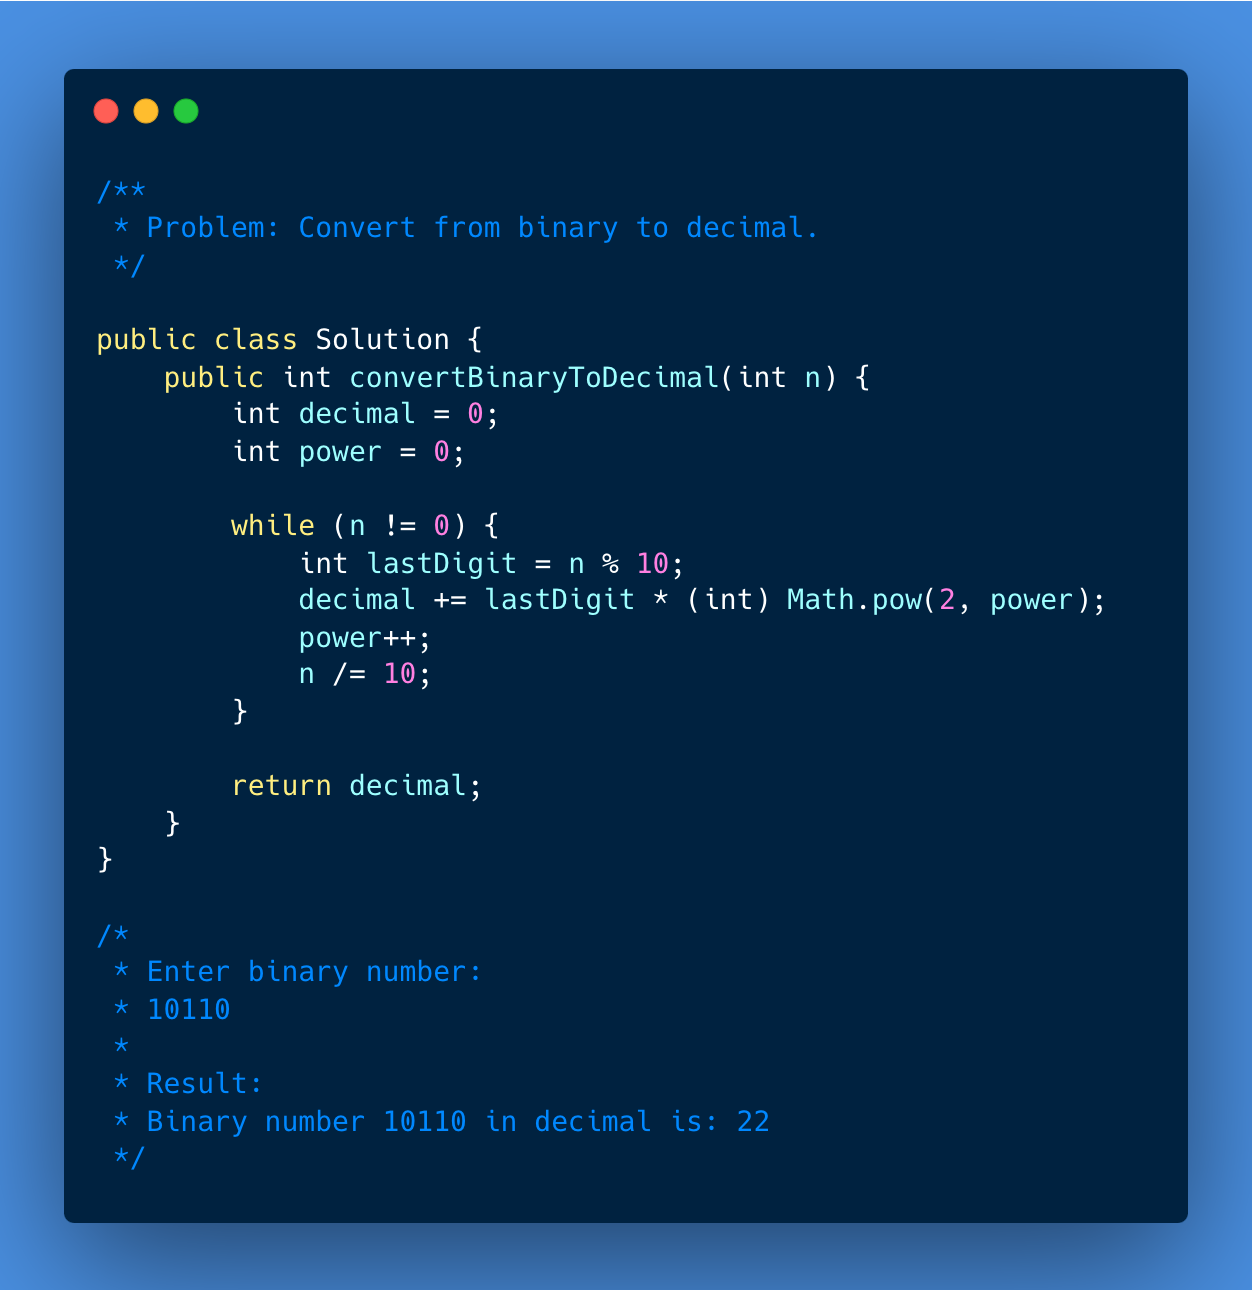 /**
 * Problem: Convert from binary to decimal.
 */

public class Solution {
    public int convertBinaryToDecimal(int n) {
        int decimal = 0;
        int power = 0;

        while (n != 0) {
            int lastDigit = n % 10;
            decimal += lastDigit * (int) Math.pow(2, power);
            power++;
            n /= 10;
        }

        return decimal;
    }
}

/*
 * Enter binary number:
 * 10110
 *
 * Result:
 * Binary number 10110 in decimal is: 22
 */